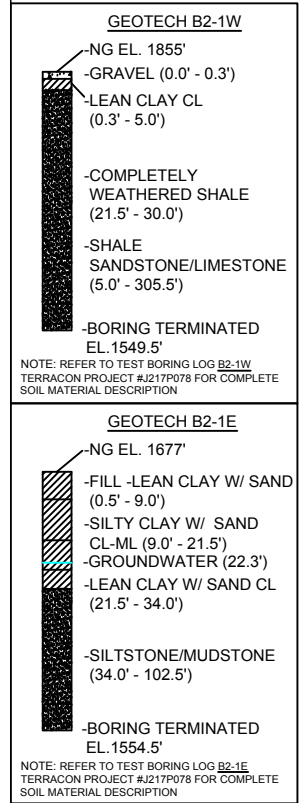 GEOTECH B2-1W
-NG EL. 1855'
-GRAVEL (0.0' - 0.3')
-LEAN CLAY CL
(0.3' - 5.0')
-COMPLETELY
WEATHERED SHALE
(21.5' - 30.0')
-SHALE
SANDSTONE/LIMESTONE
(5.0' - 305.5')
-BORING TERMINATED
EL.1549.5'
NOTE: REFER TO TEST BORING LOG B2-1W
TERRACON PROJECT #J217P078 FOR COMPLETE
SOIL MATERIAL DESCRIPTION
GEOTECH B2-1E
-NG EL. 1677'
-FILL -LEAN CLAY W/ SAND
(0.5' - 9.0')
-SILTY CLAY W/ SAND
CL-ML (9.0' - 21.5')
-GROUNDWATER (22.3')
-LEAN CLAY W/ SAND CL
(21.5' - 34.0')
-SILTSTONE/MUDSTONE
(34.0' - 102.5')
-BORING TERMINATED
EL.1554.5'
NOTE: REFER TO TEST BORING LOG B2-1E
TERRACON PROJECT #J217P078 FOR COMPLETE
SOIL MATERIAL DESCRIPTION